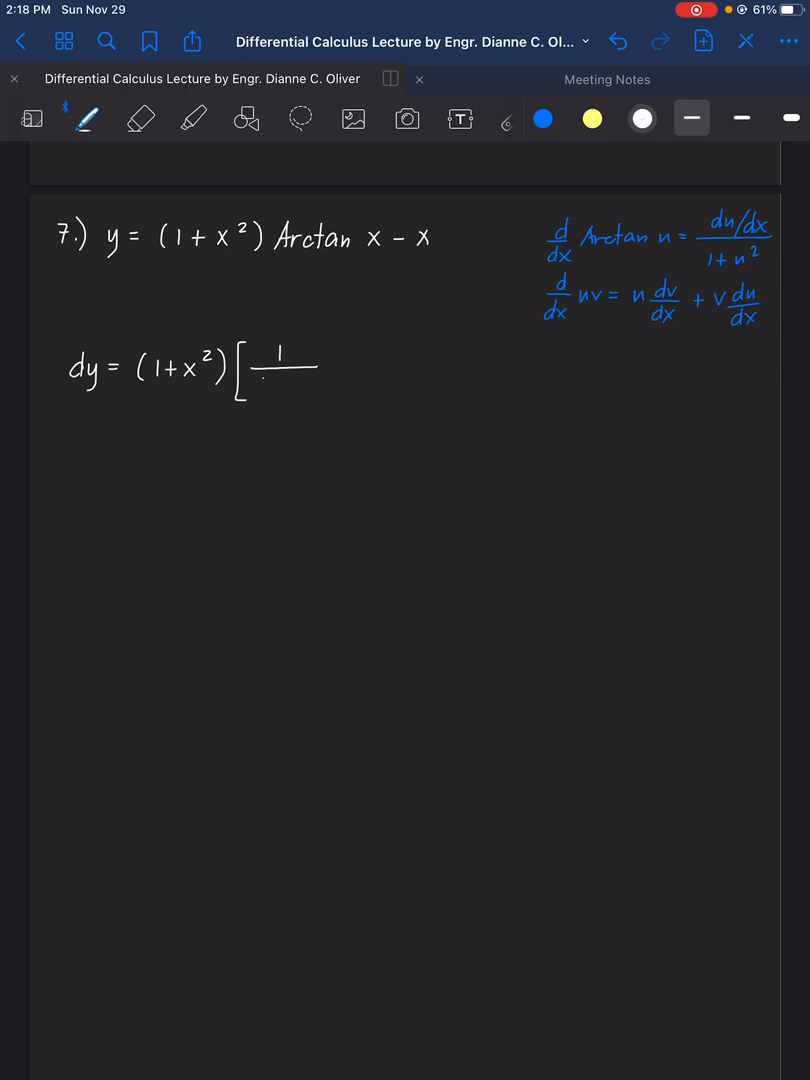 2:18 PM Sun Nov 29 61%
Differential Calculus Lecture by Engr. Dianne C. Ol...
Differential Calculus Lecture by Engr. Dianne C. Oliver Meeting Notes
T
7.) y = (1 + x²) Arctan x - x
d/dx Arctan u = du/dx / 1 + u²
d/dx uv = u dv/dx + v du/dx
dy = (1 + x²) [ 1